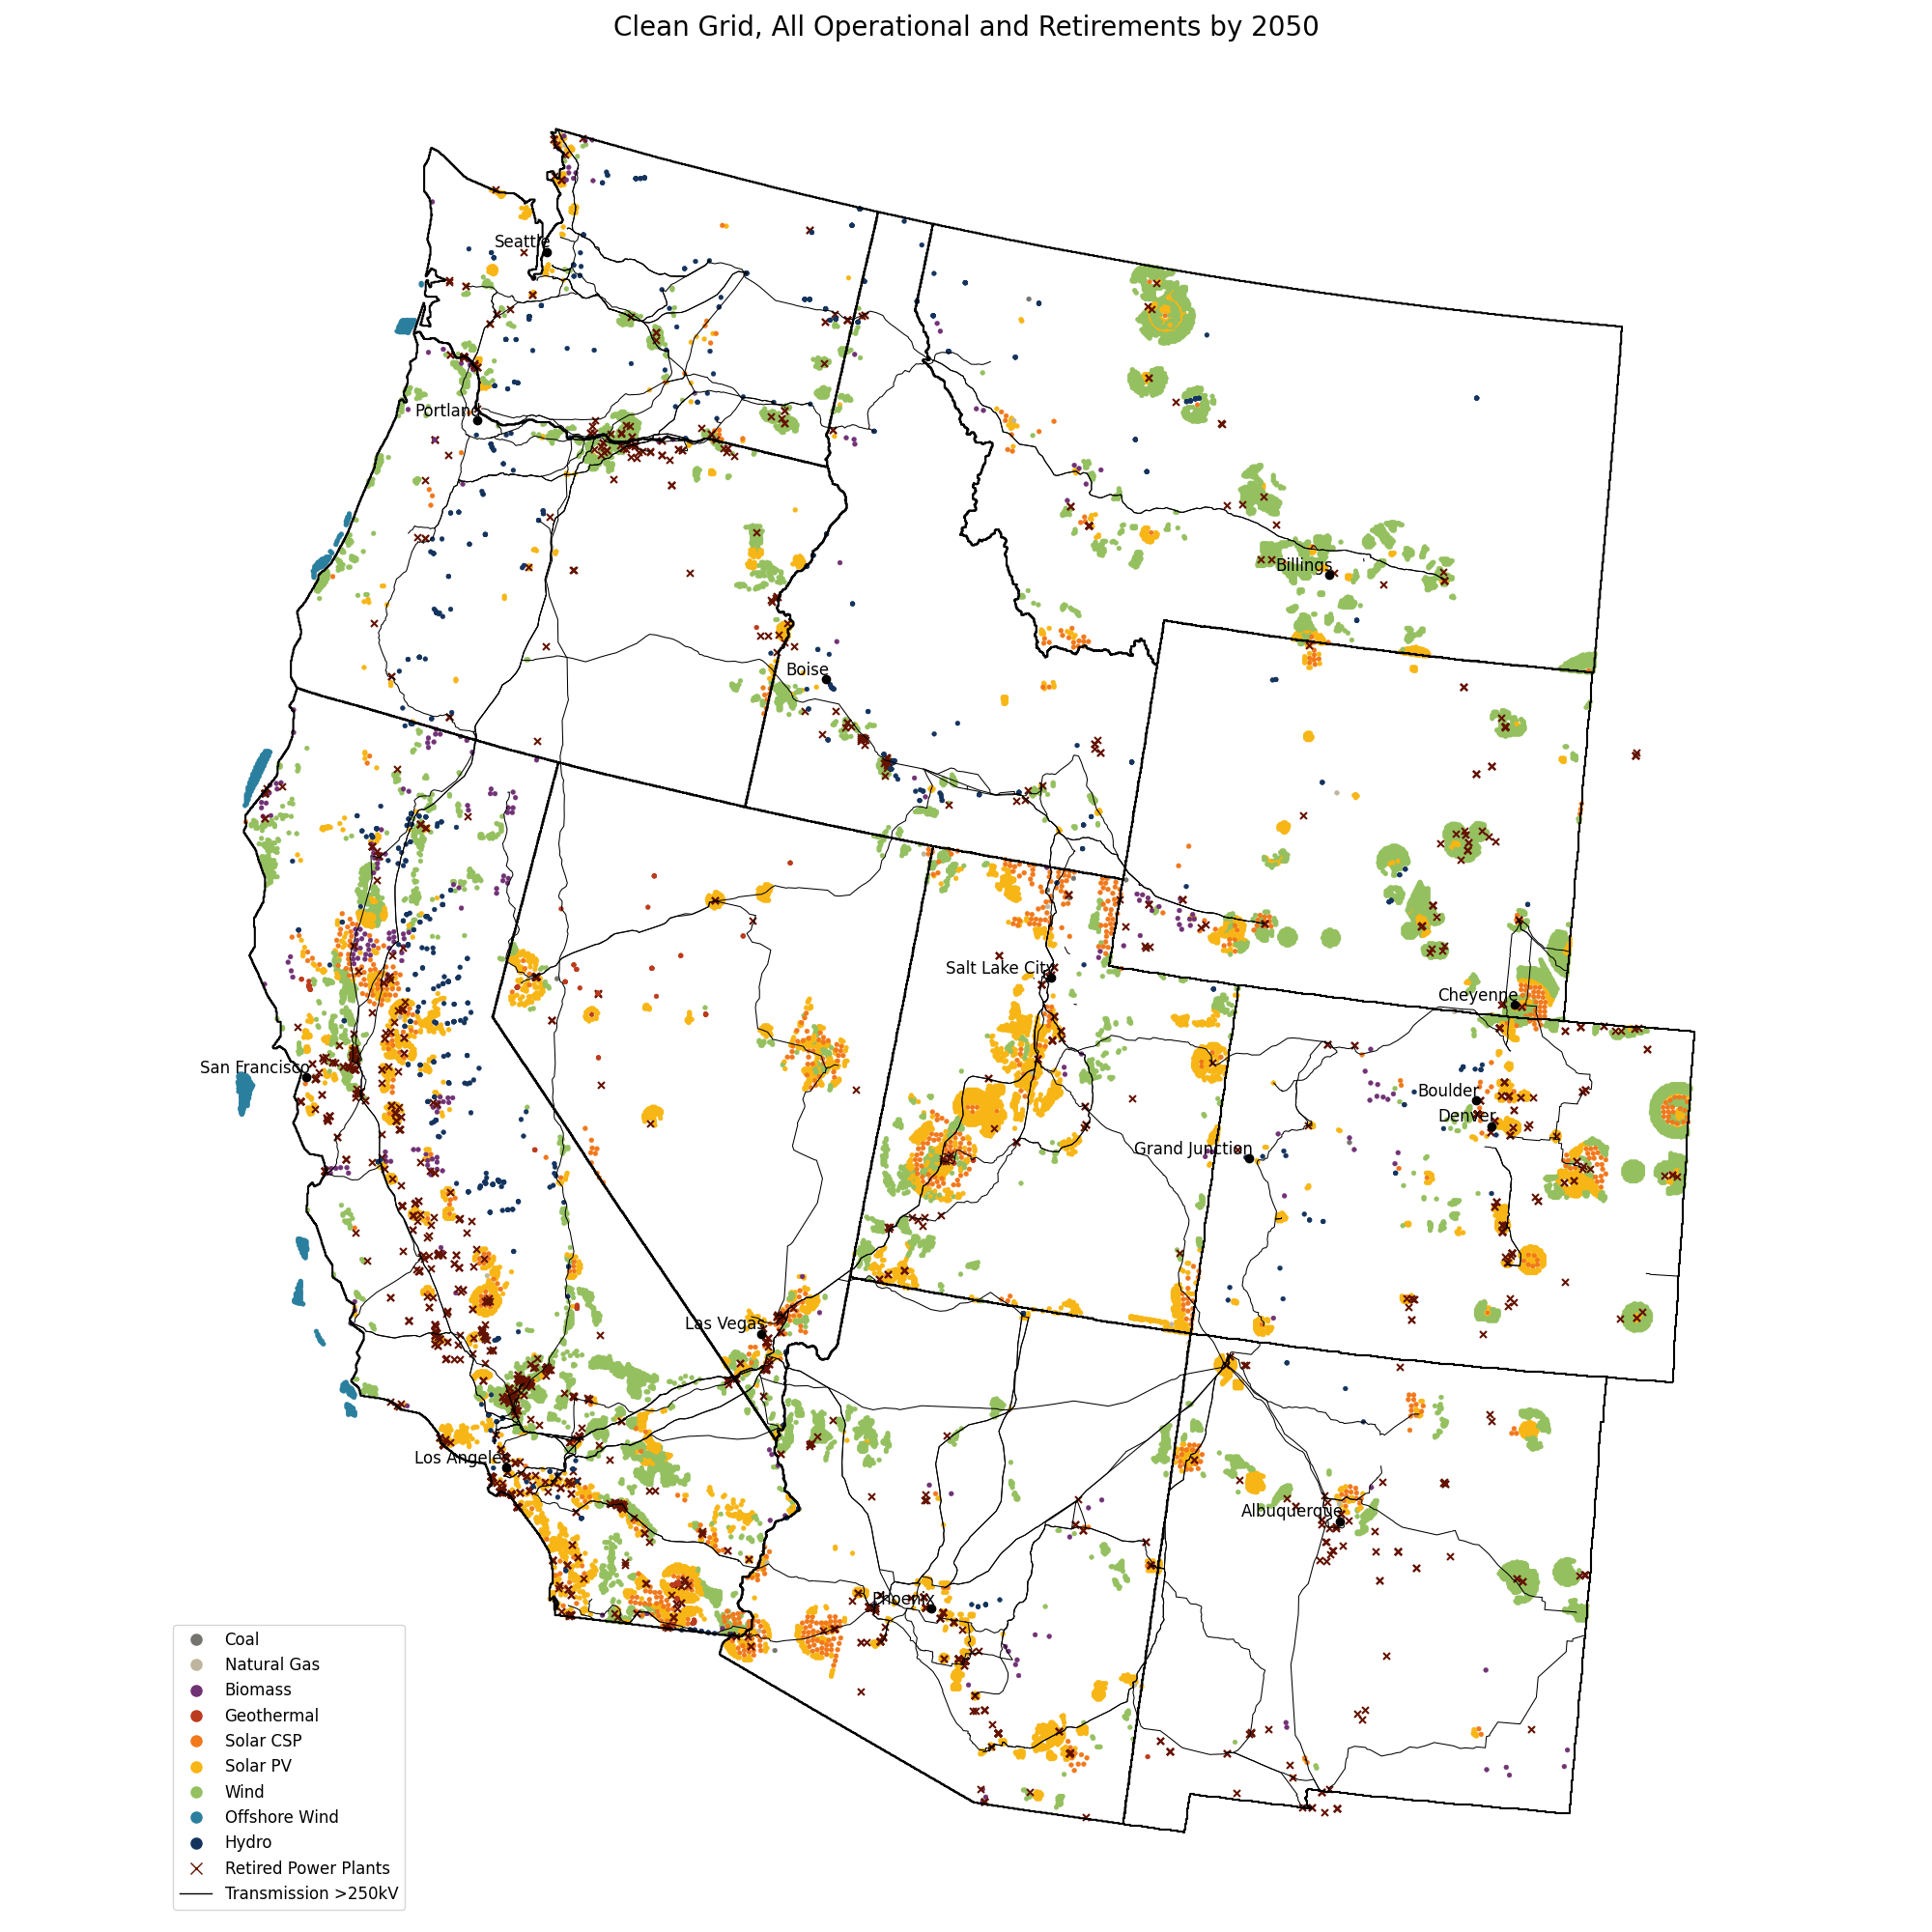 Clean Grid, All Operational and Retirements by 2050
Seattle
Portland
Billings
Boise
Salt Lake City
Cheyenne
San Francisco
Boulder
Denver
Grand Junction
Las Vegas
Los Angeles
Albuquerque
Phoenix
Coal
Natural Gas
Biomass
Geothermal
Solar CSP
Solar PV
Wind
Offshore Wind
Hydro
Retired Power Plants
Transmission >250kV